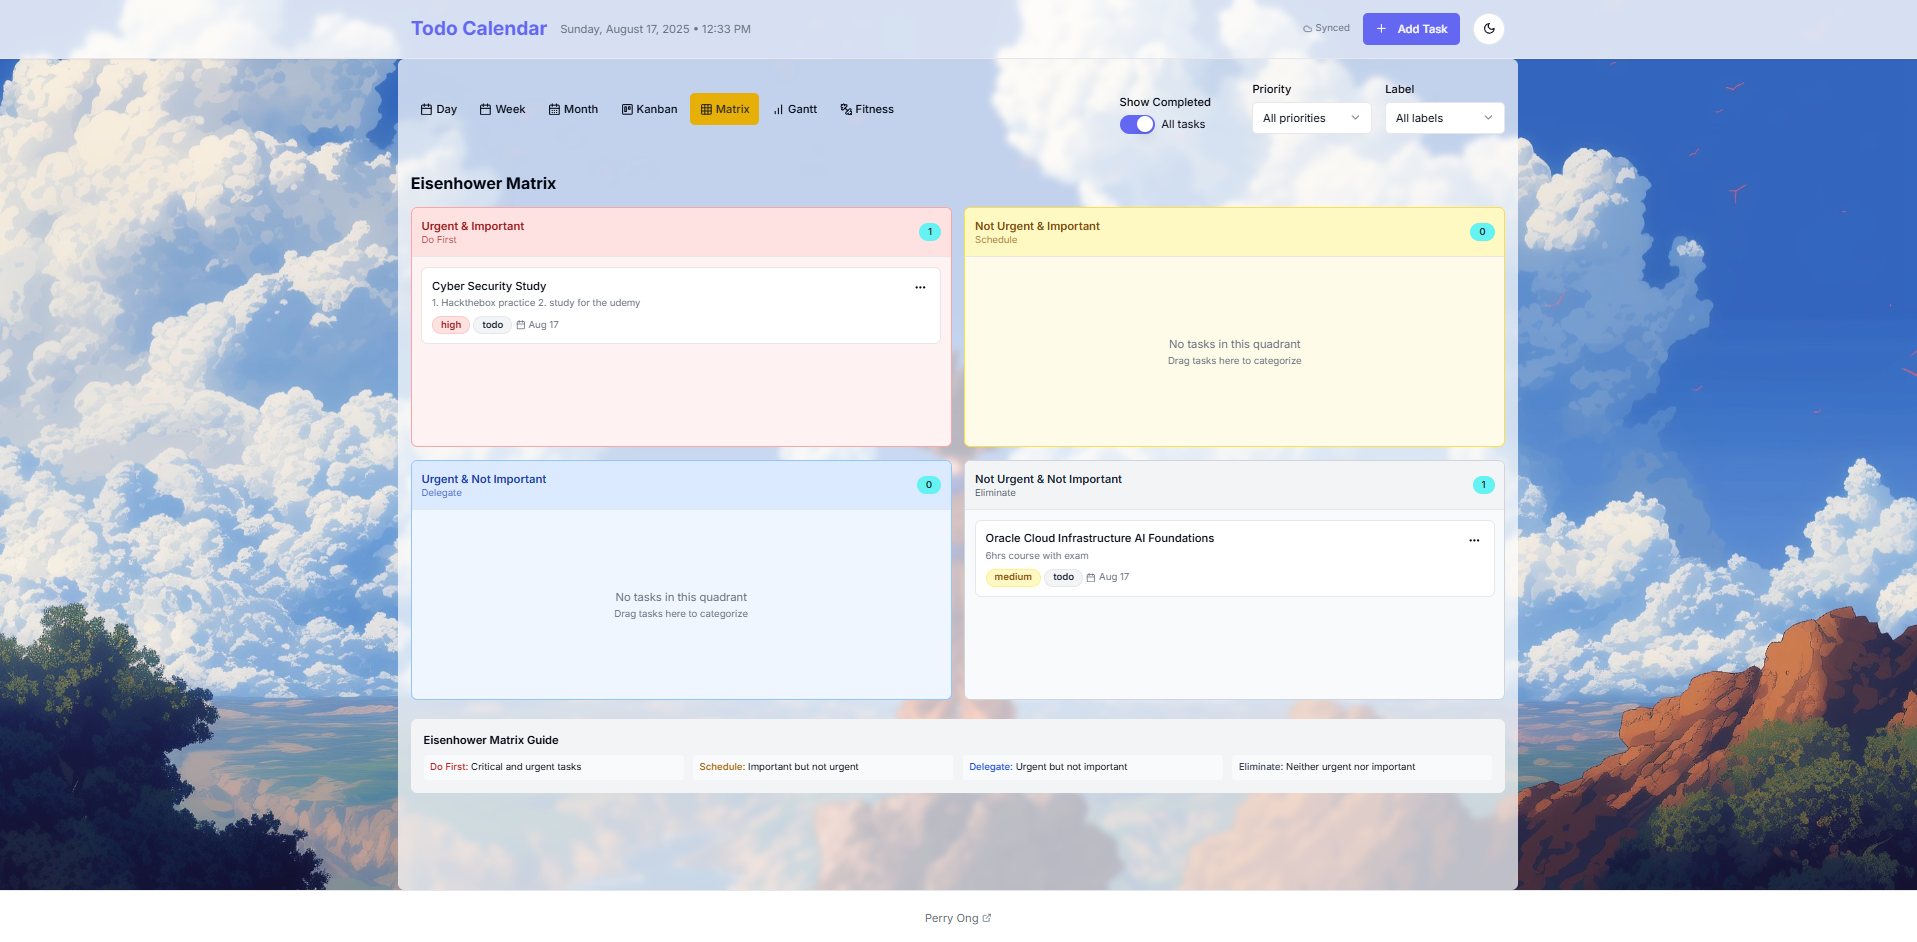 Todo Calendar
Sunday, August 17, 2025 • 12:33 PM
Synced
Add Task
Day
Week
Month
Kanban
Matrix
Gantt
Fitness
Show Completed
All tasks
Priority
All priorities
Label
All labels
Eisenhower Matrix
Urgent & Important
Do First
1
Cyber Security Study
1. Hackthebox practice 2. study for the udemy
high
todo
Aug 17
Not Urgent & Important
Schedule
0
No tasks in this quadrant
Drag tasks here to categorize
Urgent & Not Important
Delegate
0
No tasks in this quadrant
Drag tasks here to categorize
Not Urgent & Not Important
Eliminate
1
Oracle Cloud Infrastructure AI Foundations
6hrs course with exam
medium
todo
Aug 17
Eisenhower Matrix Guide
Do First: Critical and urgent tasks
Schedule: Important but not urgent
Delegate: Urgent but not important
Eliminate: Neither urgent nor important
Perry Ong